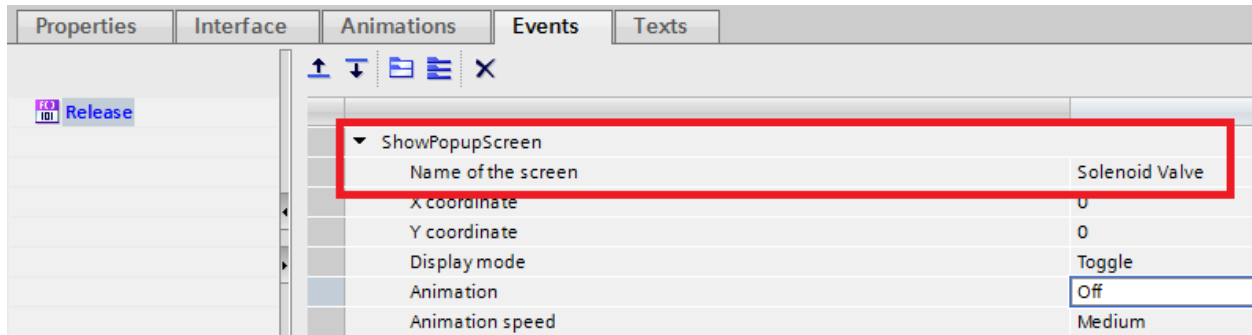 Properties Interface Animations Events Texts
Release
ShowPopupScreen
Name of the screen Solenoid Valve
X coordinate 0
Y coordinate 0
Display mode Toggle
Animation Off
Animation speed Medium